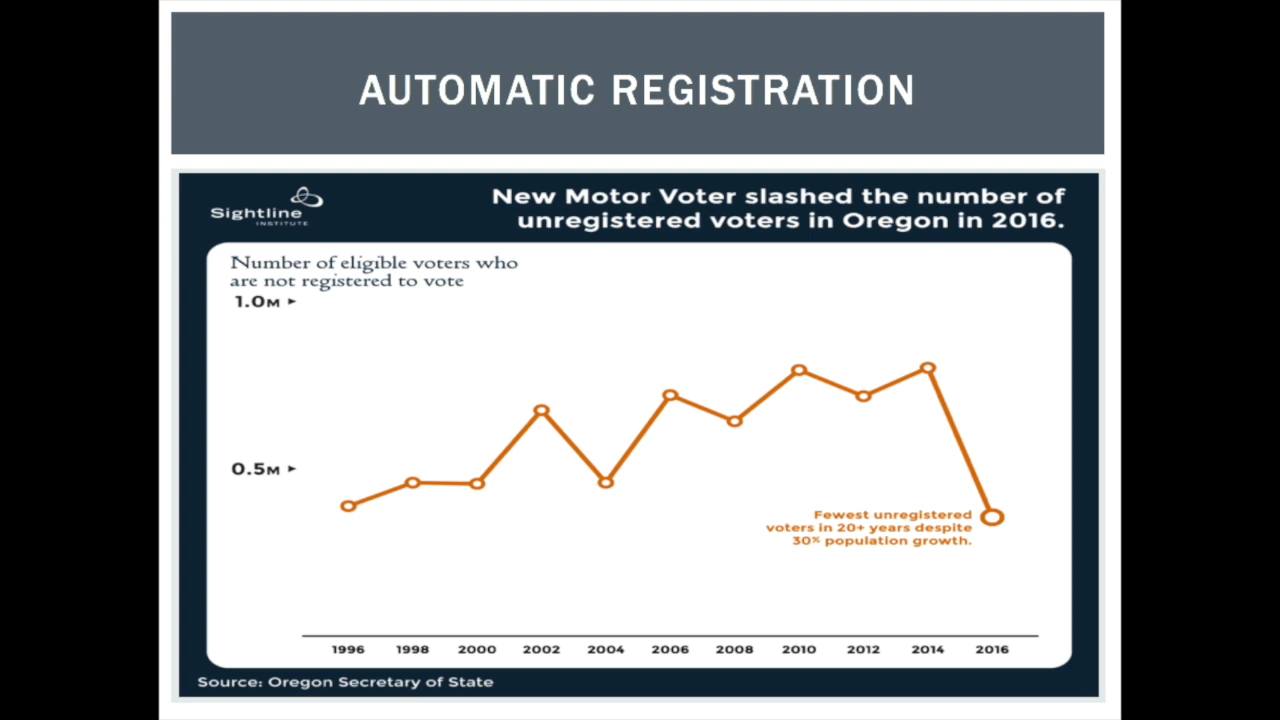 AUTOMATIC REGISTRATION
Sightline
INSTITUTE
New Motor Voter slashed the number of
unregistered voters in Oregon in 2016.
Number of eligible voters who
are not registered to vote
1.0M ►
0.5M ►
Fewest unregistered
voters in 20+ years despite
30% population growth.
1996 1998 2000 2002 2004 2006 2008 2010 2012 2014 2016
Source: Oregon Secretary of State